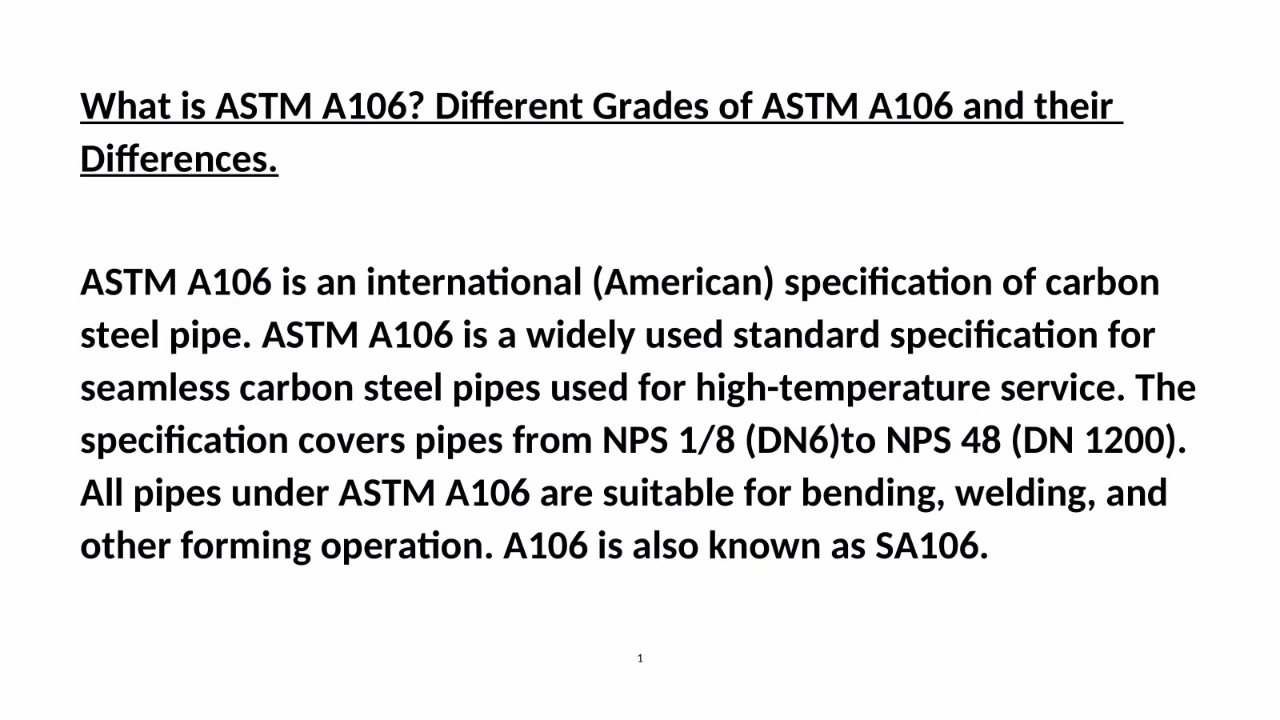 What is ASTM A106? Different Grades of ASTM A106 and their
Differences.
ASTM A106 is an international (American) specification of carbon
steel pipe. ASTM A106 is a widely used standard specification for
seamless carbon steel pipes used for high-temperature service. The
specification covers pipes from NPS 1/8 (DN6)to NPS 48 (DN 1200).
All pipes under ASTM A106 are suitable for bending, welding, and
other forming operation. A106 is also known as SA106.
1